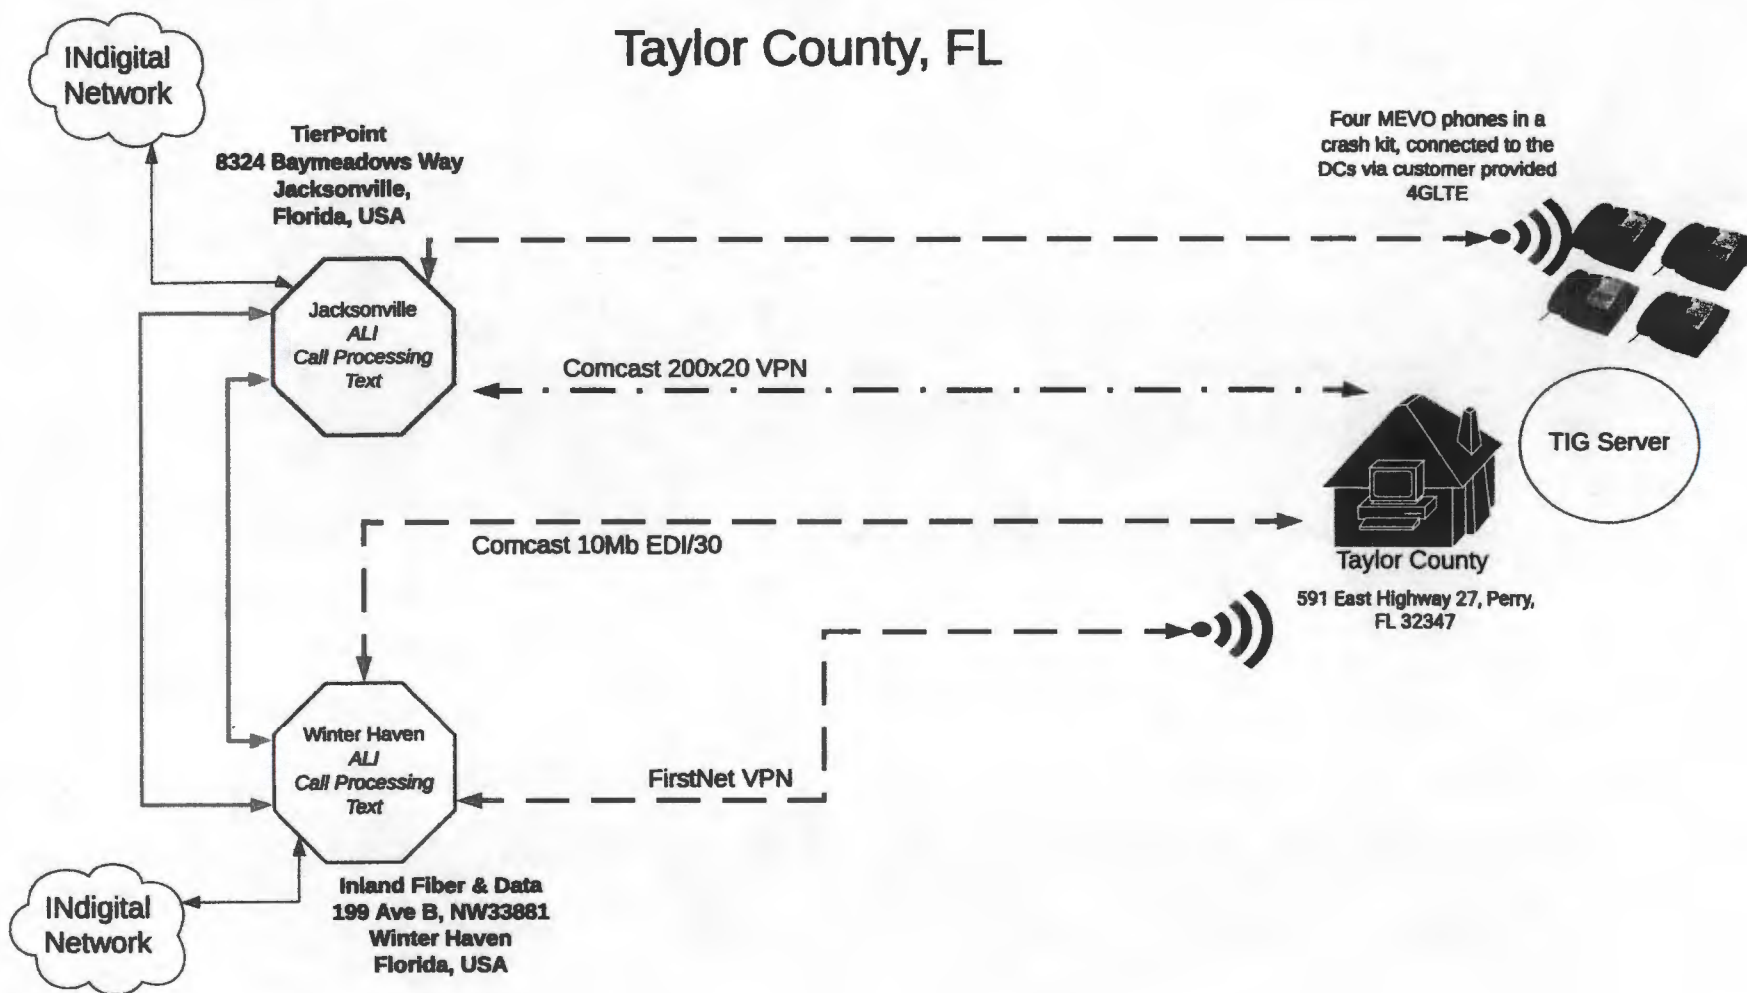 Taylor County, FL
INdigital
Network
TierPoint
8324 Baymeadows Way
Jacksonville,
Florida, USA
Four MEVO phones in a
crash kit, connected to the
DCs via customer provided
4GLTE
Jacksonville
ALI
Call Processing
Text
Comcast 200x20 VPN
TIG Server
Comcast 10Mb EDI/30
Taylor County
591 East Highway 27, Perry,
FL 32347
Winter Haven
ALI
Call Processing
Text
FirstNet VPN
Inland Fiber & Data
199 Ave B, NW33881
Winter Haven
Florida, USA
INdigital
Network